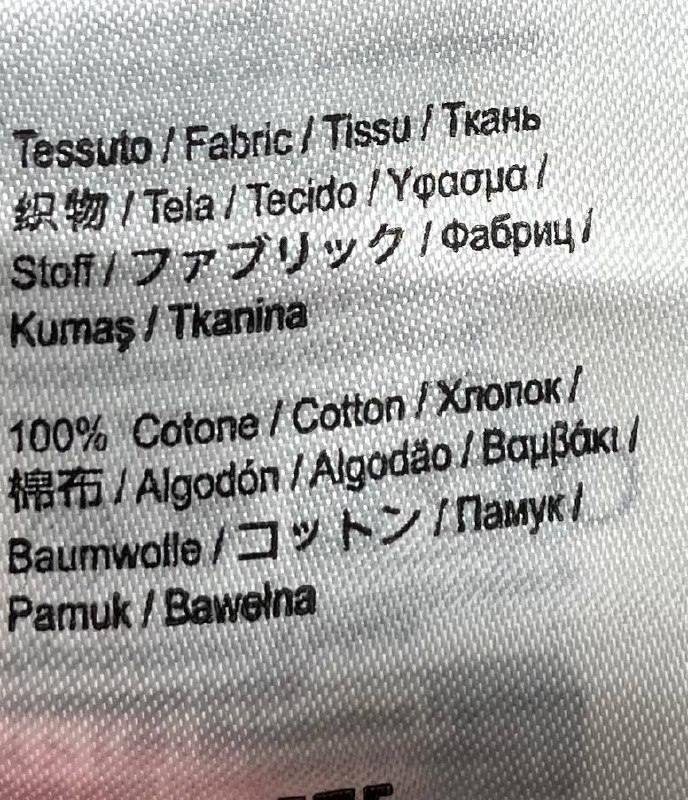 Tessuto / Fabric / Tissu / Ткань
织物 / Tela / Tecido / Υφασμα /
Stoff / ファブリック / Фабриц /
Kumaş / Tkanina
100% Cotone / Cotton / Хлопок /
棉布 / Algodón / Algodão / Βαμβάκι /
Baumwolle / コットン / Памук /
Pamuk / Bawełna